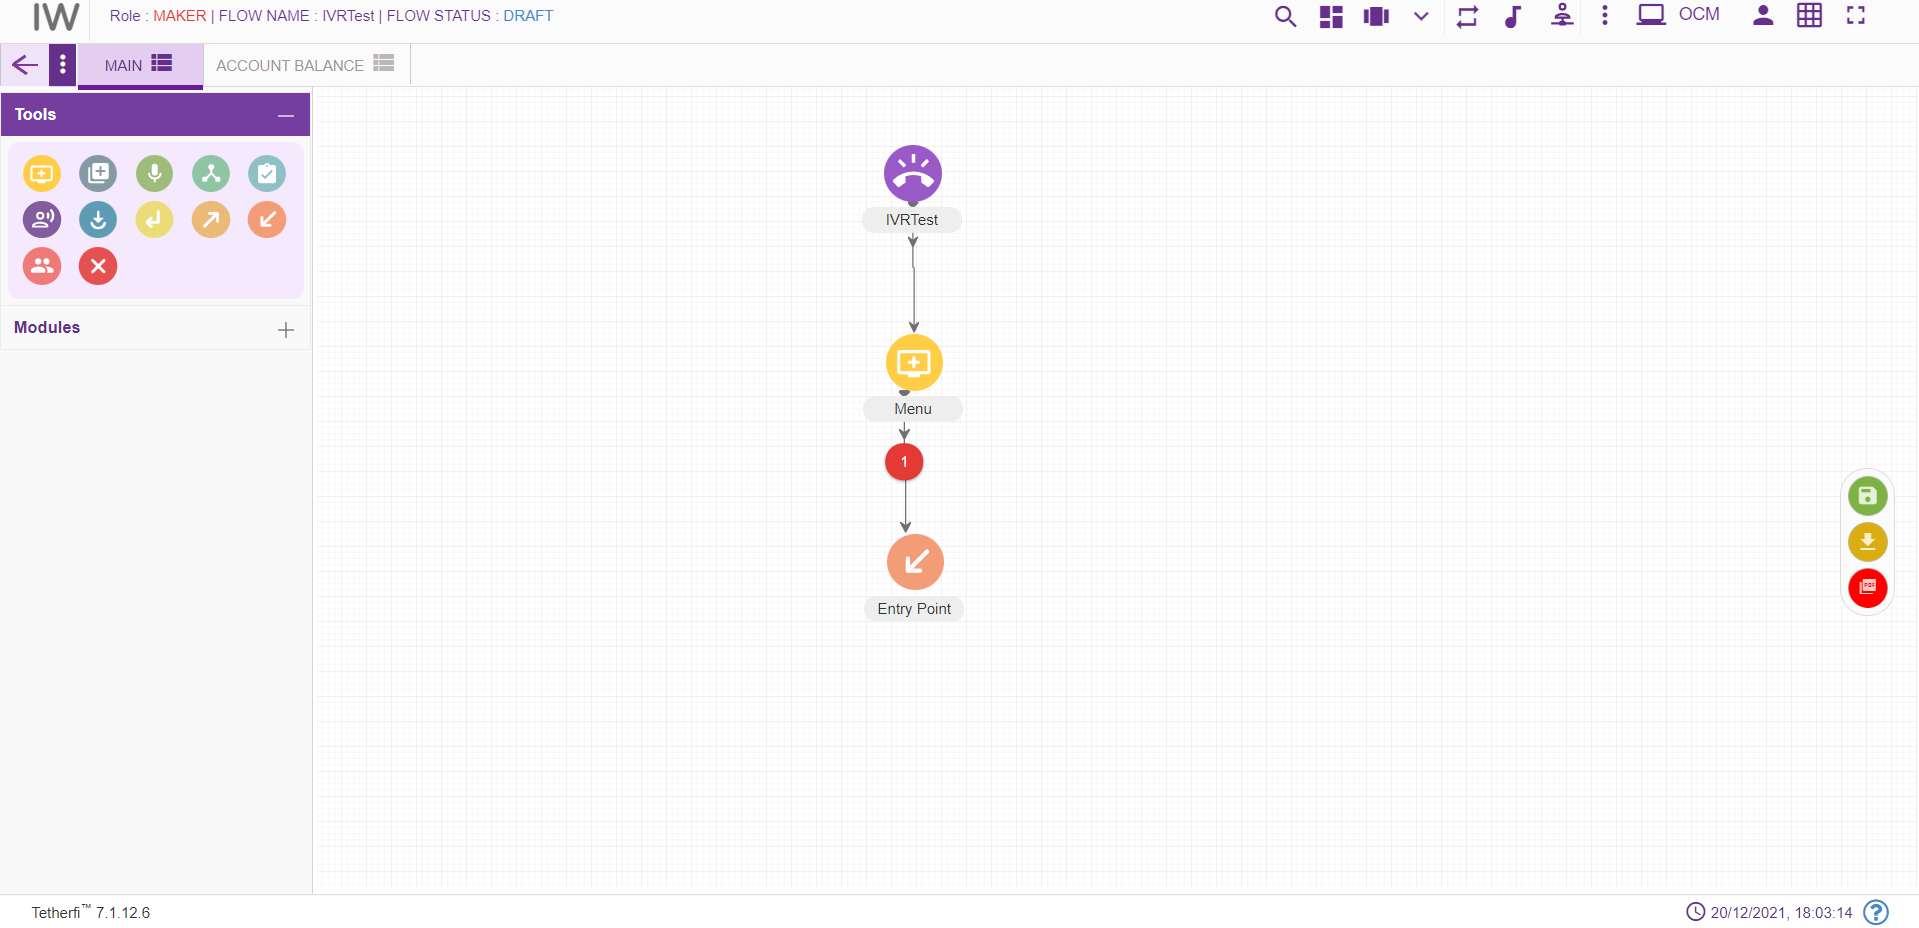 IW
Role : MAKER | FLOW NAME : IVRTest | FLOW STATUS : DRAFT
OCM
MAIN
ACCOUNT BALANCE
Tools
Modules
IVRTest
Menu
1
Entry Point
PDF
Tetherfi™ 7.1.12.6
20/12/2021, 18:03:14
?